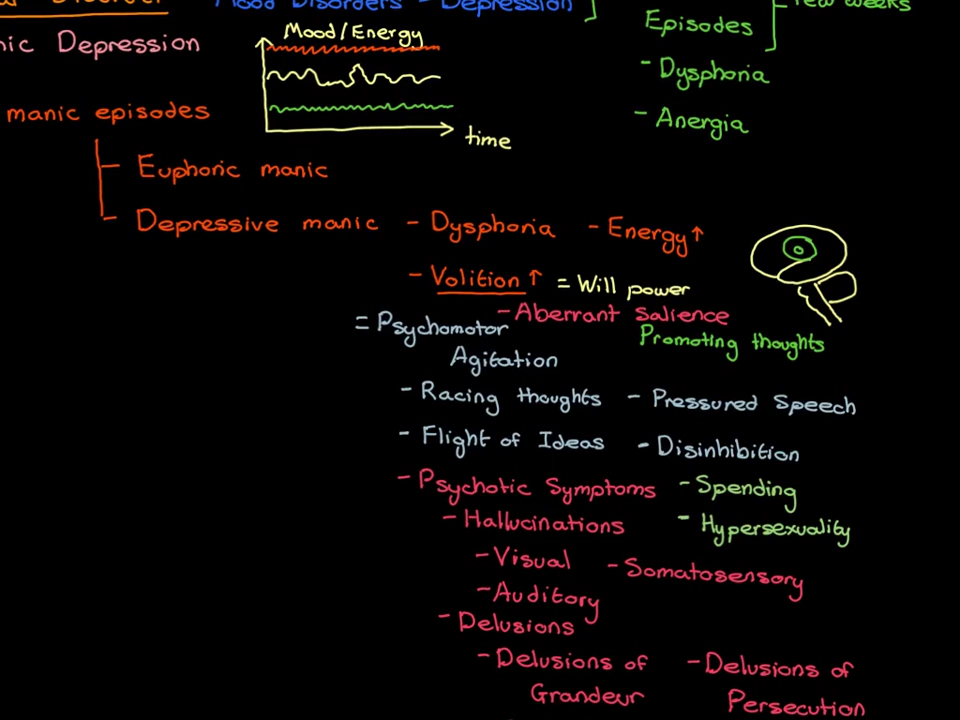 Mood Disorders - Depression
few weeks
Episodes
Depression
Mood/Energy
- Dysphoria
manic episodes
- Anergia
time
Euphoric manic
Depressive manic - Dysphoria - Energy↑
- Volition ↑ = Will power
- Aberrant salience
= Psychomotor
Promoting thoughts
Agitation
- Racing thoughts - Pressured Speech
- Flight of Ideas - Disinhibition
- Psychotic Symptoms - Spending
- Hallucinations - Hypersexuality
- Visual - Somatosensory
- Auditory
- Delusions
- Delusions of - Delusions of
Grandeur Persecution